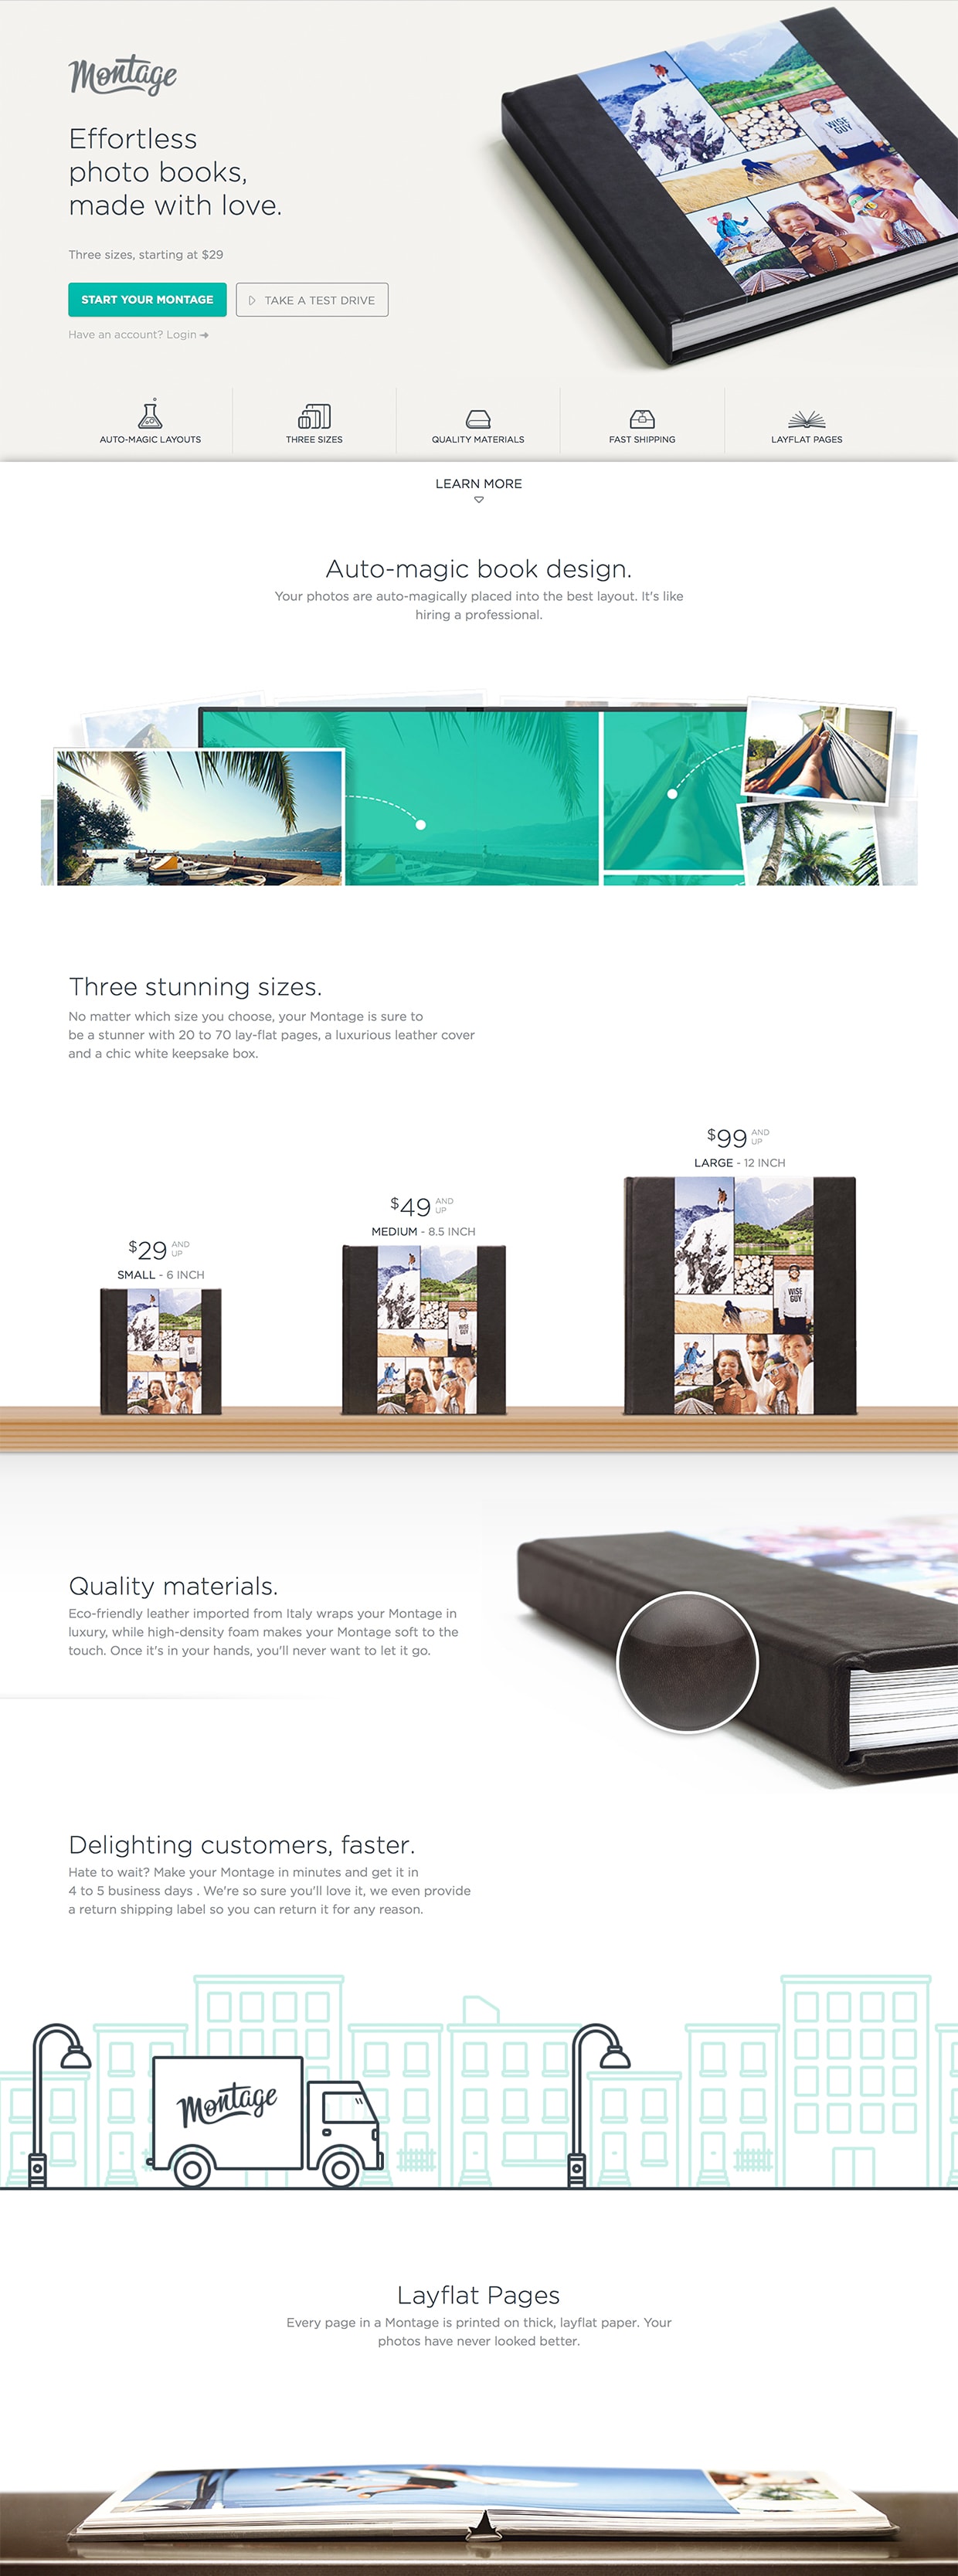 Montage
Effortless
photo books,
made with love.
Three sizes, starting at $29
START YOUR MONTAGE
TAKE A TEST DRIVE
Have an account? Login →
WISE
GUY
AUTO-MAGIC LAYOUTS
THREE SIZES
QUALITY MATERIALS
FAST SHIPPING
LAYFLAT PAGES
LEARN MORE
Auto-magic book design.
Your photos are auto-magically placed into the best layout. It's like
hiring a professional.
Three stunning sizes.
No matter which size you choose, your Montage is sure to
be a stunner with 20 to 70 lay-flat pages, a luxurious leather cover
and a chic white keepsake box.
$29 AND
UP
SMALL - 6 INCH
WISE
GUY
$49 AND
UP
MEDIUM - 8.5 INCH
WISE
GUY
$99 AND
UP
LARGE - 12 INCH
WISE
GUY
Quality materials.
Eco-friendly leather imported from Italy wraps your Montage in
luxury, while high-density foam makes your Montage soft to the
touch. Once it's in your hands, you'll never want to let it go.
Delighting customers, faster.
Hate to wait? Make your Montage in minutes and get it in
4 to 5 business days . We're so sure you'll love it, we even provide
a return shipping label so you can return it for any reason.
Montage
Layflat Pages
Every page in a Montage is printed on thick, layflat paper. Your
photos have never looked better.